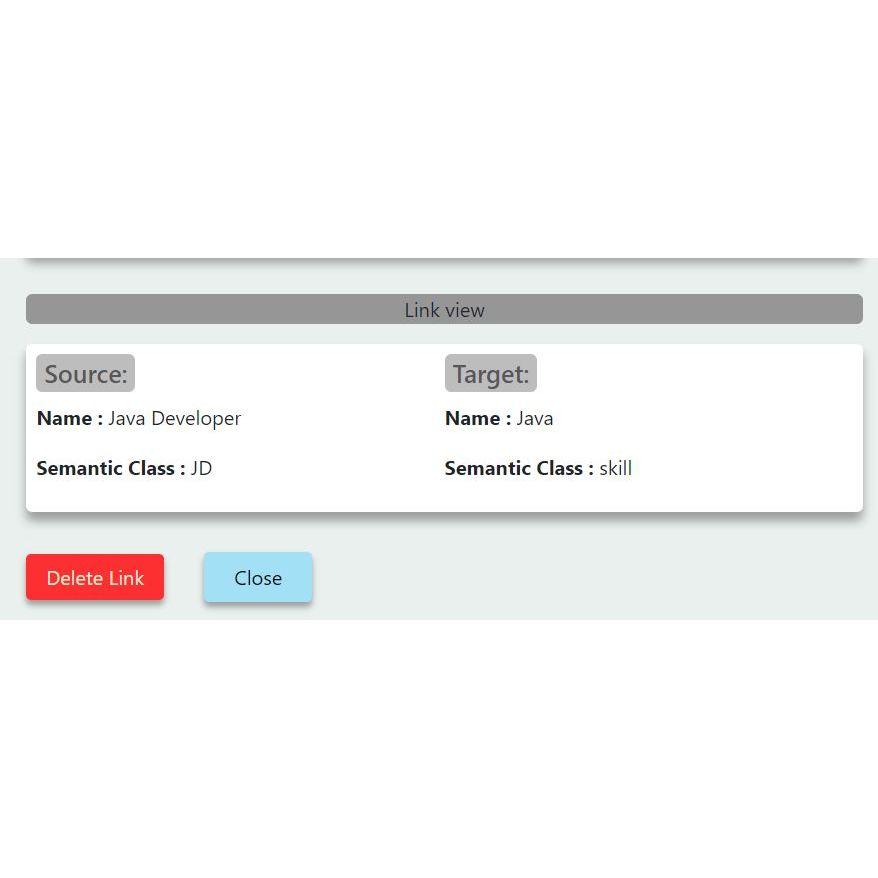 Link view
Source:
Target:
Name : Java Developer
Name : Java
Semantic Class : JD
Semantic Class : skill
Delete Link
Close